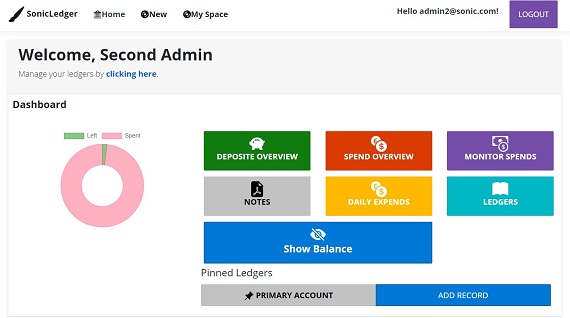 SonicLedger Home New My Space Hello admin2@sonic.com! LOGOUT
Welcome, Second Admin
Manage your ledgers by clicking here.
Dashboard
Left Spent
DEPOSITE OVERVIEW SPEND OVERVIEW MONITOR SPENDS
NOTES DAILY EXPENDS LEDGERS
Show Balance
Pinned Ledgers
PRIMARY ACCOUNT ADD RECORD